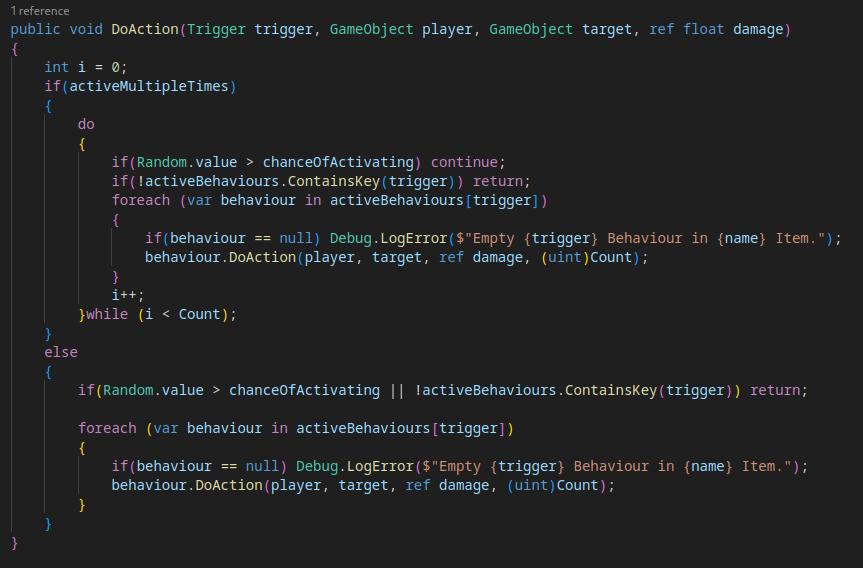 1 reference
public void DoAction(Trigger trigger, GameObject player, GameObject target, ref float damage)
{
    int i = 0;
    if(activeMultipleTimes)
    {
        do
        {
            if(Random.value > chanceOfActivating) continue;
            if(!activeBehaviours.ContainsKey(trigger)) return;
            foreach (var behaviour in activeBehaviours[trigger])
            {
                if(behaviour == null) Debug.LogError($"Empty {trigger} Behaviour in {name} Item.");
                behaviour.DoAction(player, target, ref damage, (uint)Count);
            }
            i++;
        }while (i < Count);
    }
    else
    {
        if(Random.value > chanceOfActivating || !activeBehaviours.ContainsKey(trigger)) return;

        foreach (var behaviour in activeBehaviours[trigger])
        {
            if(behaviour == null) Debug.LogError($"Empty {trigger} Behaviour in {name} Item.");
            behaviour.DoAction(player, target, ref damage, (uint)Count);
        }
    }
}